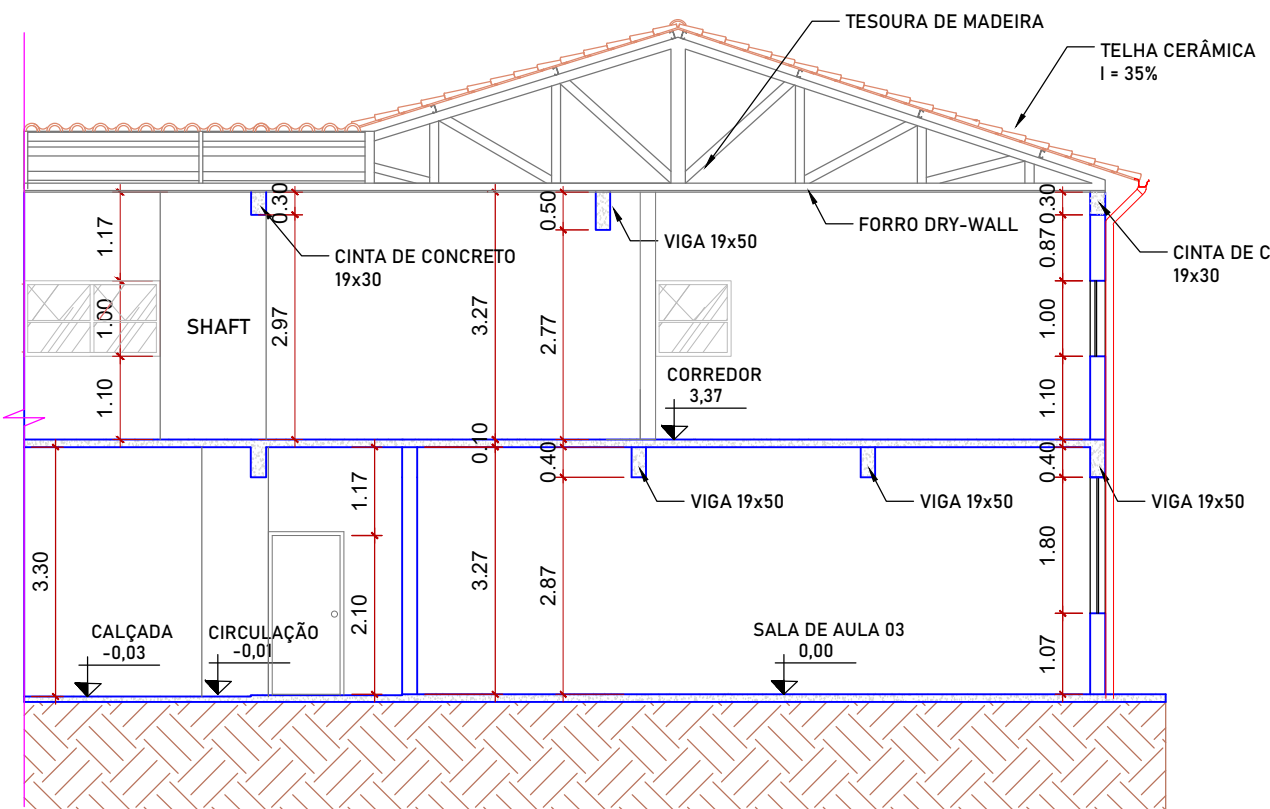 TESOURA DE MADEIRA
TELHA CERÂMICA
I = 35%
0.30
0.50
0.30
1.17
FORRO DRY-WALL
VIGA 19x50
CINTA DE CONCRETO
19x30
0.87
CINTA DE C
19x30
1.00
SHAFT
2.97
3.27
2.77
1.00
CORREDOR
3,37
1.10
1.10
0.10
0.40
0.40
1.17
VIGA 19x50
VIGA 19x50
VIGA 19x50
1.80
3.30
3.27
2.87
2.10
CALÇADA
-0,03
CIRCULAÇÃO
-0,01
SALA DE AULA 03
0,00
1.07